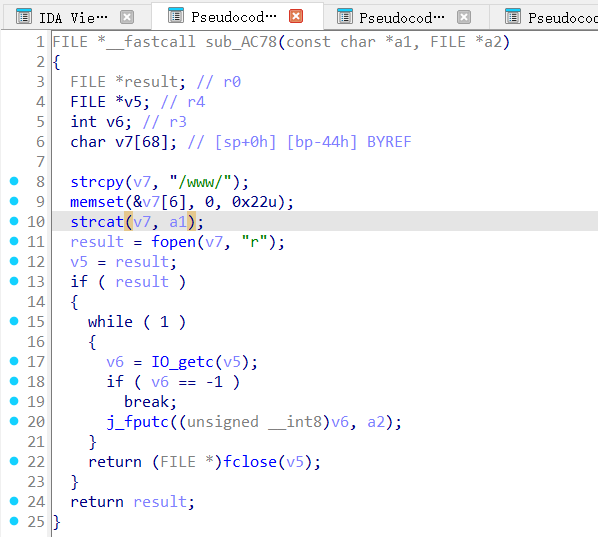 IDA Vie… Pseudocod… Pseudocod… Pseudocod
1 FILE *__fastcall sub_AC78(const char *a1, FILE *a2)
2 {
3   FILE *result; // r0
4   FILE *v5; // r4
5   int v6; // r3
6   char v7[68]; // [sp+0h] [bp-44h] BYREF
7
8   strcpy(v7, "/www/");
9   memset(&v7[6], 0, 0x22u);
10   strcat(v7, a1);
11   result = fopen(v7, "r");
12   v5 = result;
13   if ( result )
14   {
15     while ( 1 )
16     {
17       v6 = IO_getc(v5);
18       if ( v6 == -1 )
19         break;
20       j_fputc((unsigned __int8)v6, a2);
21     }
22     return (FILE *)fclose(v5);
23   }
24   return result;
25 }